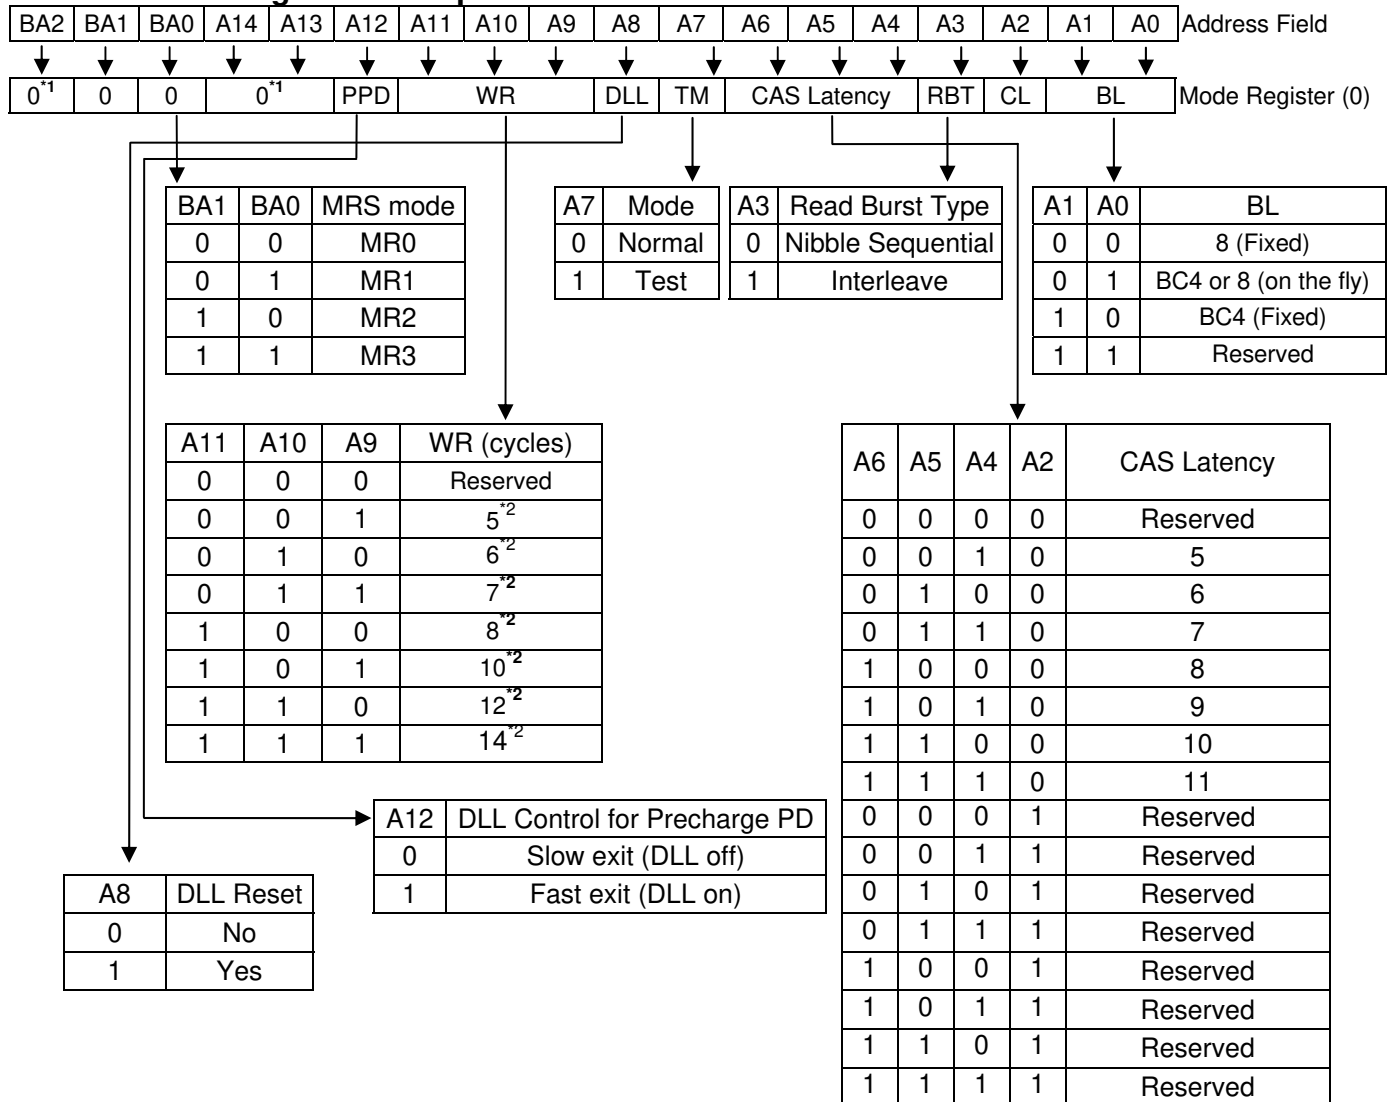 BA2 BA1 BA0 A14 A13 A12 A11 A10 A9 A8 A7 A6 A5 A4 A3 A2 A1 A0 Address Field
0*1 0 0 0*1 PPD WR DLL TM CAS Latency RBT CL BL Mode Register (0)
BA1 BA0 MRS mode
0 0 MR0
0 1 MR1
1 0 MR2
1 1 MR3
A7 Mode
0 Normal
1 Test
A3 Read Burst Type
0 Nibble Sequential
1 Interleave
A1 A0 BL
0 0 8 (Fixed)
0 1 BC4 or 8 (on the fly)
1 0 BC4 (Fixed)
1 1 Reserved
A11 A10 A9 WR (cycles)
0 0 0 Reserved
0 0 1 5*2
0 1 0 6*2
0 1 1 7*2
1 0 0 8*2
1 0 1 10*2
1 1 0 12*2
1 1 1 14*2
A6 A5 A4 A2 CAS Latency
0 0 0 0 Reserved
0 0 1 0 5
0 1 0 0 6
0 1 1 0 7
1 0 0 0 8
1 0 1 0 9
1 1 0 0 10
1 1 1 0 11
0 0 0 1 Reserved
0 0 1 1 Reserved
0 1 0 1 Reserved
0 1 1 1 Reserved
1 0 0 1 Reserved
1 0 1 1 Reserved
1 1 0 1 Reserved
1 1 1 1 Reserved
A12 DLL Control for Precharge PD
0 Slow exit (DLL off)
1 Fast exit (DLL on)
A8 DLL Reset
0 No
1 Yes